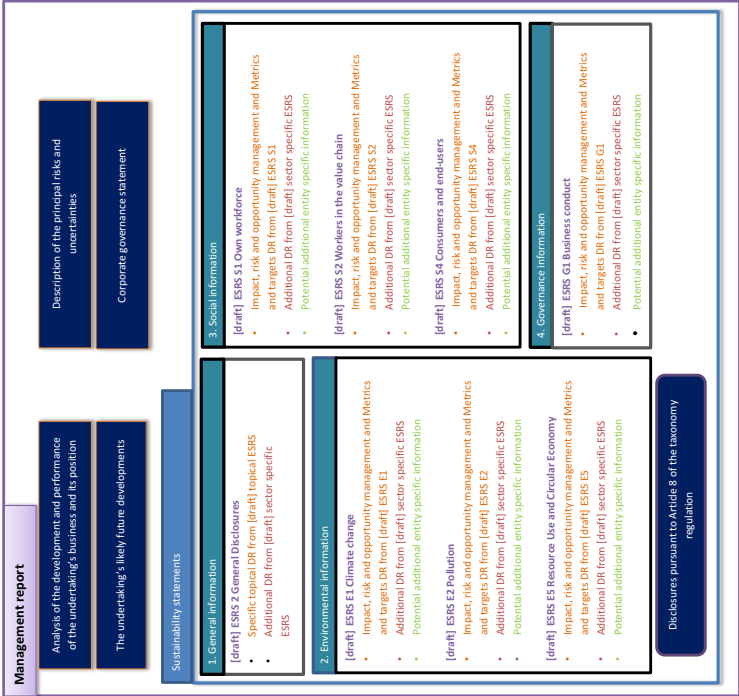 Management report
Analysis of the development and performance
of the undertaking's business and its position
The undertaking's likely future developments
Description of the principal risks and
uncertainties
Corporate governance statement
Sustainability statements
1. General information
[draft] ESRS 2 General Disclosures
• Specific topical DR from [draft] topical ESRS
• Additional DR from [draft] sector specific
ESRS
2. Environmental information
[draft] ESRS E1 Climate change
• Impact, risk and opportunity management and Metrics
and targets DR from [draft] ESRS E1
• Additional DR from [draft] sector specific ESRS
• Potential additional entity specific information
[draft] ESRS E2 Pollution
• Impact, risk and opportunity management and Metrics
and targets DR from [draft] ESRS E2
• Additional DR from [draft] sector specific ESRS
• Potential additional entity specific information
[draft] ESRS E5 Resource Use and Circular Economy
• Impact, risk and opportunity management and Metrics
and targets DR from [draft] ESRS E5
• Additional DR from [draft] sector specific ESRS
• Potential additional entity specific information
3. Social information
[draft] ESRS S1 Own workforce
• Impact, risk and opportunity management and Metrics
and targets DR from [draft] ESRS S1
• Additional DR from [draft] sector specific ESRS
• Potential additional entity specific information
[draft] ESRS S2 Workers in the value chain
• Impact, risk and opportunity management and Metrics
and targets DR from [draft] ESRS S2
• Additional DR from [draft] sector specific ESRS
• Potential additional entity specific information
[draft] ESRS S4 Consumers and end-users
• Impact, risk and opportunity management and Metrics
and targets DR from [draft] ESRS S4
• Additional DR from [draft] sector specific ESRS
• Potential additional entity specific information
4. Governance information
[draft] ESRS G1 Business conduct
• Impact, risk and opportunity management and Metrics
and targets DR from [draft] ESRS G1
• Additional DR from [draft] sector specific ESRS
• Potential additional entity specific information
Disclosures pursuant to Article 8 of the taxonomy
regulation